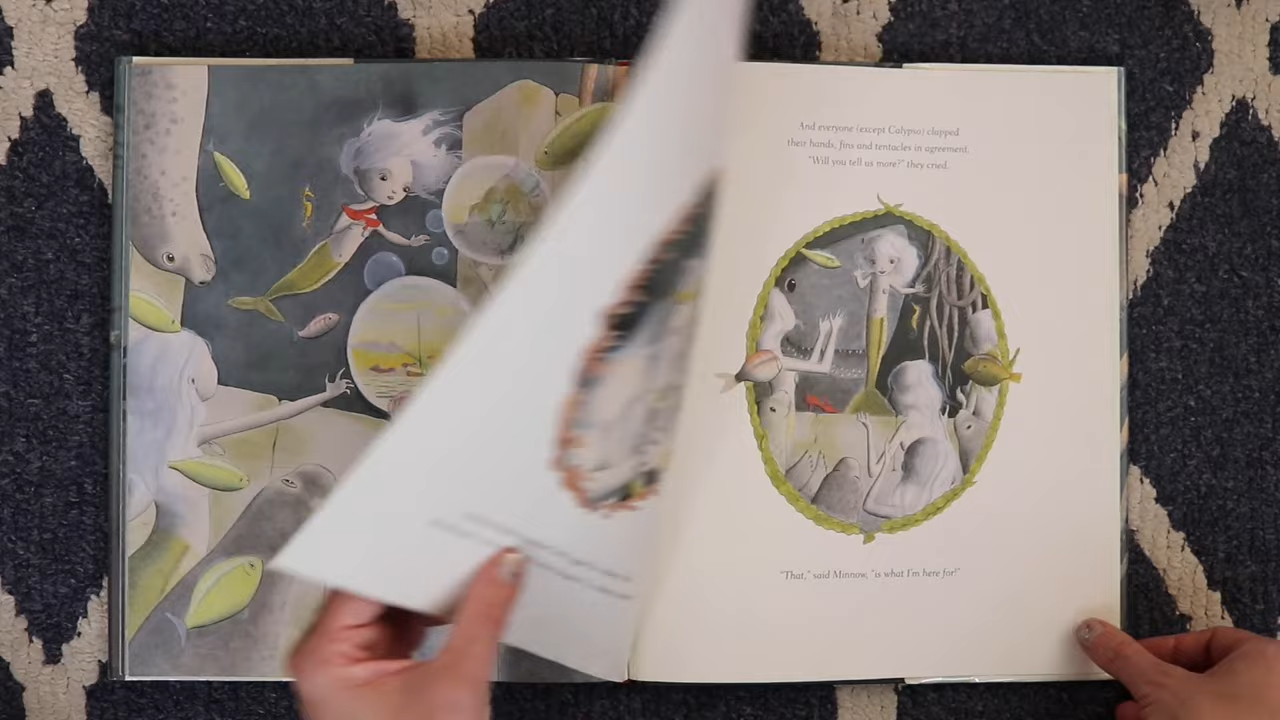 And everyone (except Calypso) clapped
their hands, fins and tentacles in agreement.
"Will you tell us more?" they cried.
"That," said Minnow, "is what I'm here for!"